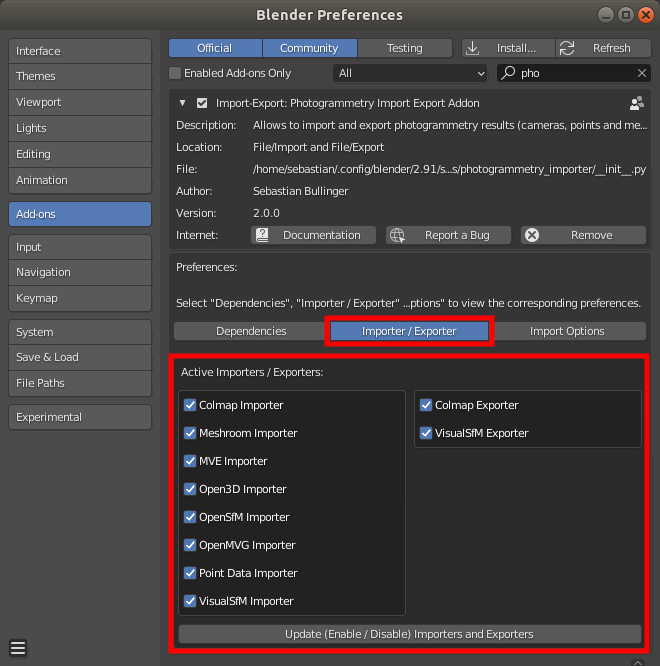 Blender Preferences
Interface
Themes
Viewport
Lights
Editing
Animation
Add-ons
Input
Navigation
Keymap
System
Save & Load
File Paths
Experimental
Official Community Testing Install... Refresh
Enabled Add-ons Only All pho
Import-Export: Photogrammetry Import Export Addon
Description: Allows to import and export photogrammetry results (cameras, points and me...
Location: File/Import and File/Export
File: /home/sebastian/.config/blender/2.91/s...s/photogrammetry_importer/__init__.py
Author: Sebastian Bullinger
Version: 2.0.0
Internet: Documentation Report a Bug Remove
Preferences:
Select "Dependencies", "Importer / Exporter" ...ptions" to view the corresponding preferences.
Dependencies Importer / Exporter Import Options
Active Importers / Exporters:
Colmap Importer
Meshroom Importer
MVE Importer
Open3D Importer
OpenSfM Importer
OpenMVG Importer
Point Data Importer
VisualSfM Importer
Colmap Exporter
VisualSfM Exporter
Update (Enable / Disable) Importers and Exporters